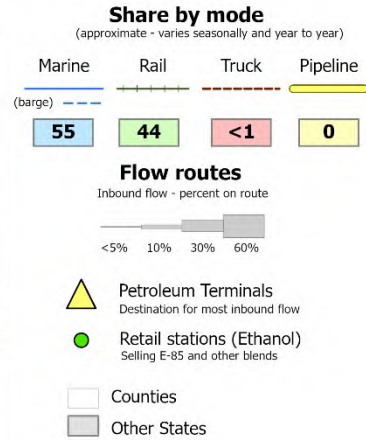 Share by mode
(approximate - varies seasonally and year to year)
Marine Rail Truck Pipeline
(barge)
55 44 <1 0
Flow routes
Inbound flow - percent on route
<5% 10% 30% 60%
Petroleum Terminals
Destination for most inbound flow
Retail stations (Ethanol)
Selling E-85 and other blends
Counties
Other States